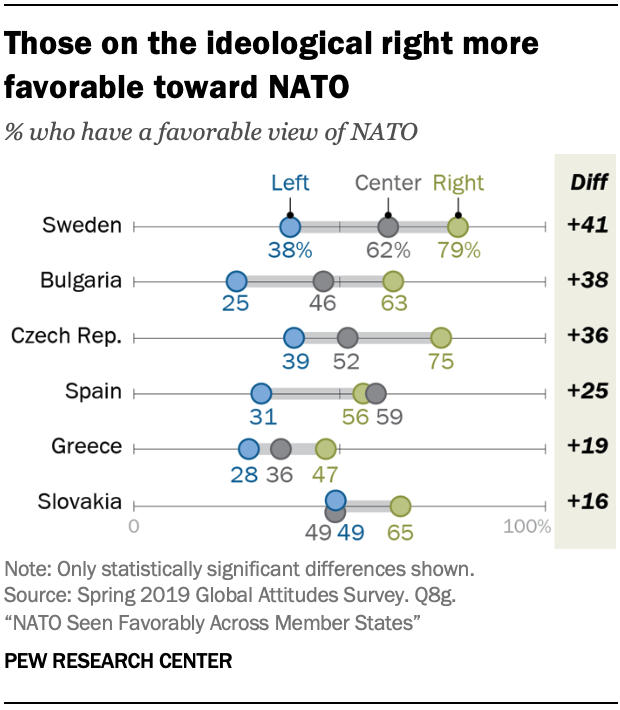 Those on the ideological right more
favorable toward NATO
% who have a favorable view of NATO
Left Center Right Diff
Sweden +41
38% 62% 79%
Bulgaria +38
25 46 63
Czech Rep. +36
39 52 75
Spain +25
31 56 59
Greece +19
28 36 47
Slovakia +16
0 100%
49 49 65
Note: Only statistically significant differences shown.
Source: Spring 2019 Global Attitudes Survey. Q8g.
“NATO Seen Favorably Across Member States”
PEW RESEARCH CENTER